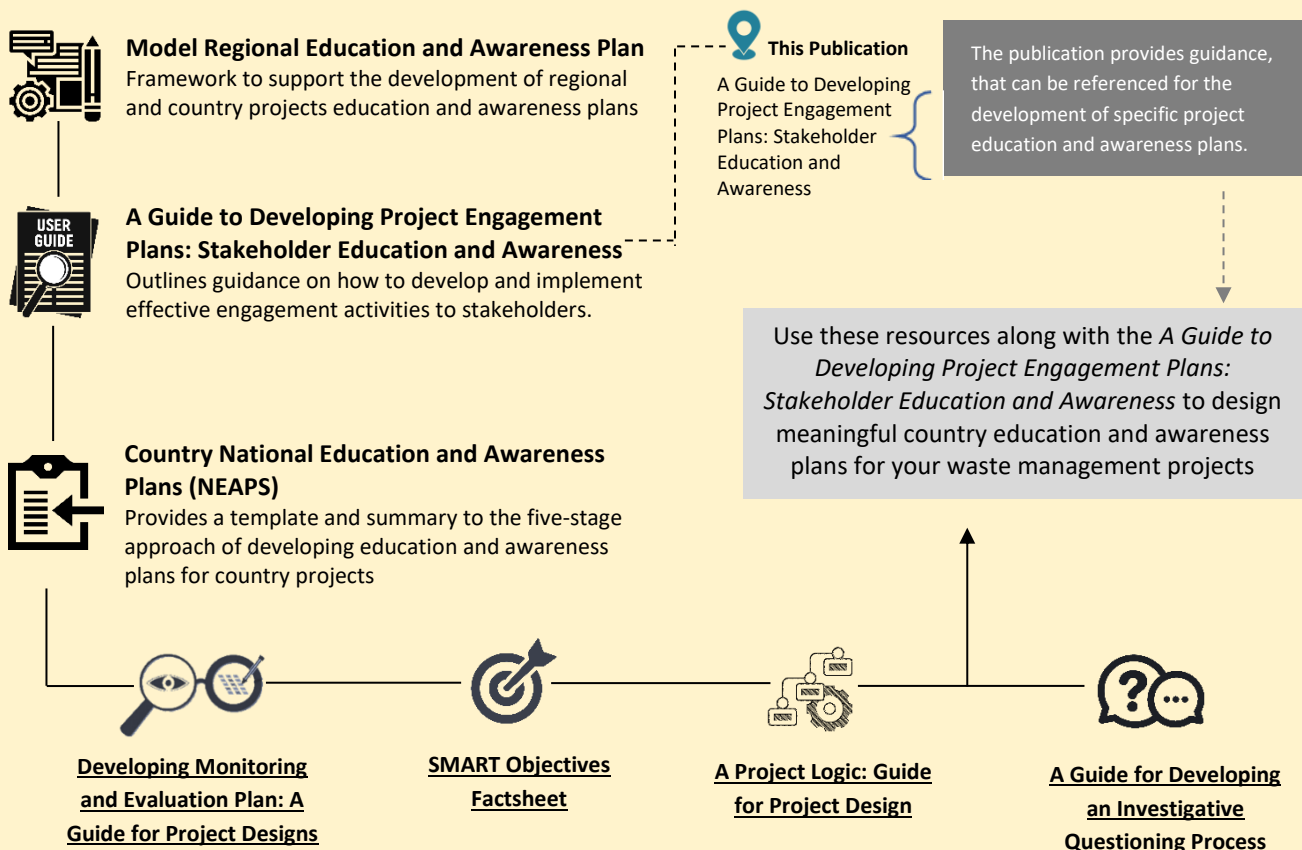 Model Regional Education and Awareness Plan
Framework to support the development of regional
and country projects education and awareness plans
This Publication
A Guide to Developing
Project Engagement
Plans: Stakeholder
Education and
Awareness
The publication provides guidance,
that can be referenced for the
development of specific project
education and awareness plans.
USER
GUIDE
A Guide to Developing Project Engagement
Plans: Stakeholder Education and Awareness
Outlines guidance on how to develop and implement
effective engagement activities to stakeholders.
Use these resources along with the A Guide to
Developing Project Engagement Plans:
Stakeholder Education and Awareness to design
meaningful country education and awareness
plans for your waste management projects
Country National Education and Awareness
Plans (NEAPS)
Provides a template and summary to the five-stage
approach of developing education and awareness
plans for country projects
Developing Monitoring
and Evaluation Plan: A
Guide for Project Designs
SMART Objectives
Factsheet
A Project Logic: Guide
for Project Design
A Guide for Developing
an Investigative
Questioning Process